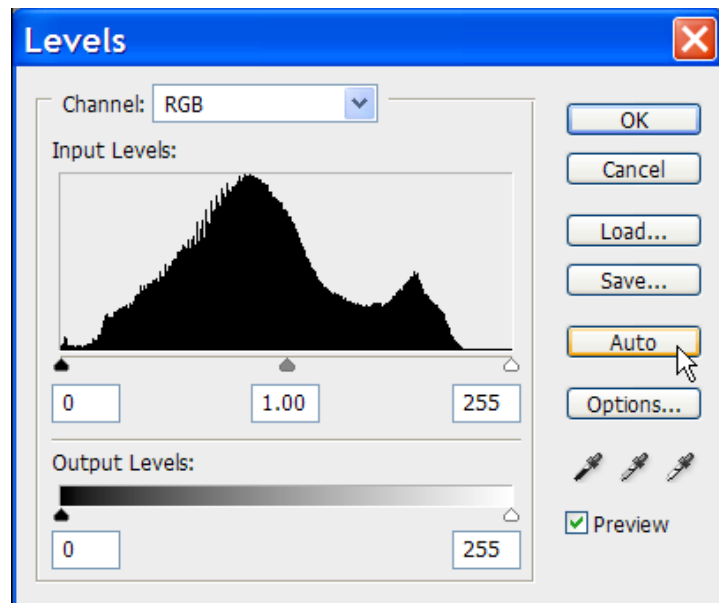 Levels
Channel: RGB
Input Levels:
0 1.00 255
Output Levels:
0 255
OK
Cancel
Load...
Save...
Auto
Options...
Preview